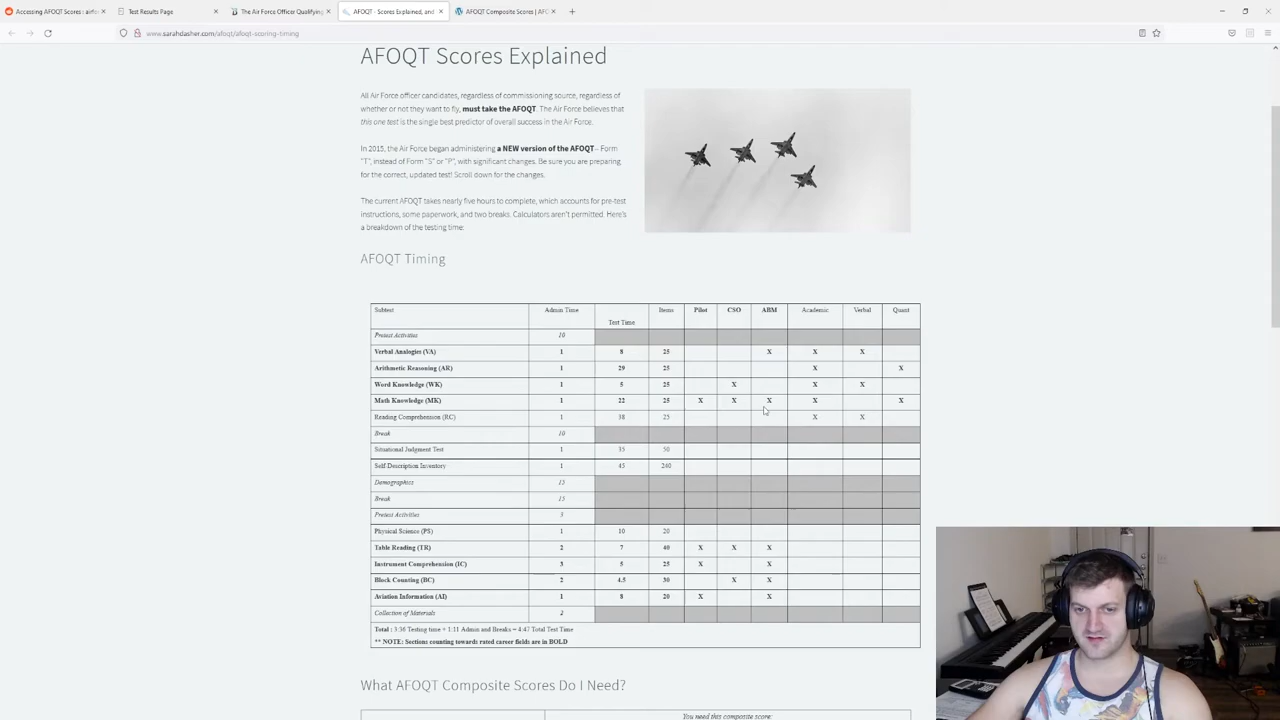 Accessing AFOQT Scores : airfo
Test Results Page
The Air Force Officer Qualifying
AFOQT - Scores Explained, and
AFOQT Composite Scores | AFC
www.sarahdasher.com/afoqt/afoqt-scoring-timing
AFOQT Scores Explained
All Air Force officer candidates, regardless of commissioning source, regardless of
whether or not they want to fly, must take the AFOQT. The Air Force believes that
this one test is the single best predictor of overall success in the Air Force.
In 2015, the Air Force began administering a NEW version of the AFOQT – Form
"T", instead of Form "S" or "P", with significant changes. Be sure you are preparing
for the correct, updated test! Scroll down for the changes.
The current AFOQT takes nearly five hours to complete, which accounts for pre-test
instructions, some paperwork, and two breaks. Calculators aren't permitted. Here's
a breakdown of the testing time:
AFOQT Timing
Subtest Admin Time Test Time Items Pilot CSO ABM Academic Verbal Quant
Pretest Activities 10
Verbal Analogies (VA) 1 8 25 X X X
Arithmetic Reasoning (AR) 1 29 25 X X
Word Knowledge (WK) 1 5 25 X X X
Math Knowledge (MK) 1 22 25 X X X X X
Reading Comprehension (RC) 1 38 25 X X
Break 10
Situational Judgment Test 1 35 50
Self-Description Inventory 1 45 240
Demographics 13
Break 15
Pretest Activities 3
Physical Science (PS) 1 10 20
Table Reading (TR) 2 7 40 X X X
Instrument Comprehension (IC) 3 5 25 X X
Block Counting (BC) 2 4.5 30 X X
Aviation Information (AI) 1 8 20 X X
Collection of Materials 2
Total : 3:36 Testing time + 1:11 Admin and Breaks = 4:47 Total Test Time
** NOTE: Sections counting towards rated career fields are in BOLD
What AFOQT Composite Scores Do I Need?
You need this composite score: